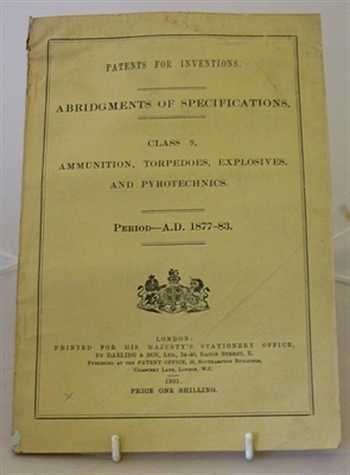 PATENTS FOR INVENTIONS.
ABRIDGMENTS OF SPECIFICATIONS.
CLASS 9,
AMMUNITION, TORPEDOES, EXPLOSIVES,
AND PYROTECHNICS.
PERIOD—A.D. 1877-83.
LONDON:
PRINTED FOR HIS MAJESTY'S STATIONERY OFFICE,
BY DARLING & SON, LTD., 34-40, BACON STREET, E.
PUBLISHED AT THE PATENT OFFICE, 25, SOUTHAMPTON BUILDINGS,
CHANCERY LANE, LONDON, W.C.
1901.
PRICE ONE SHILLING.